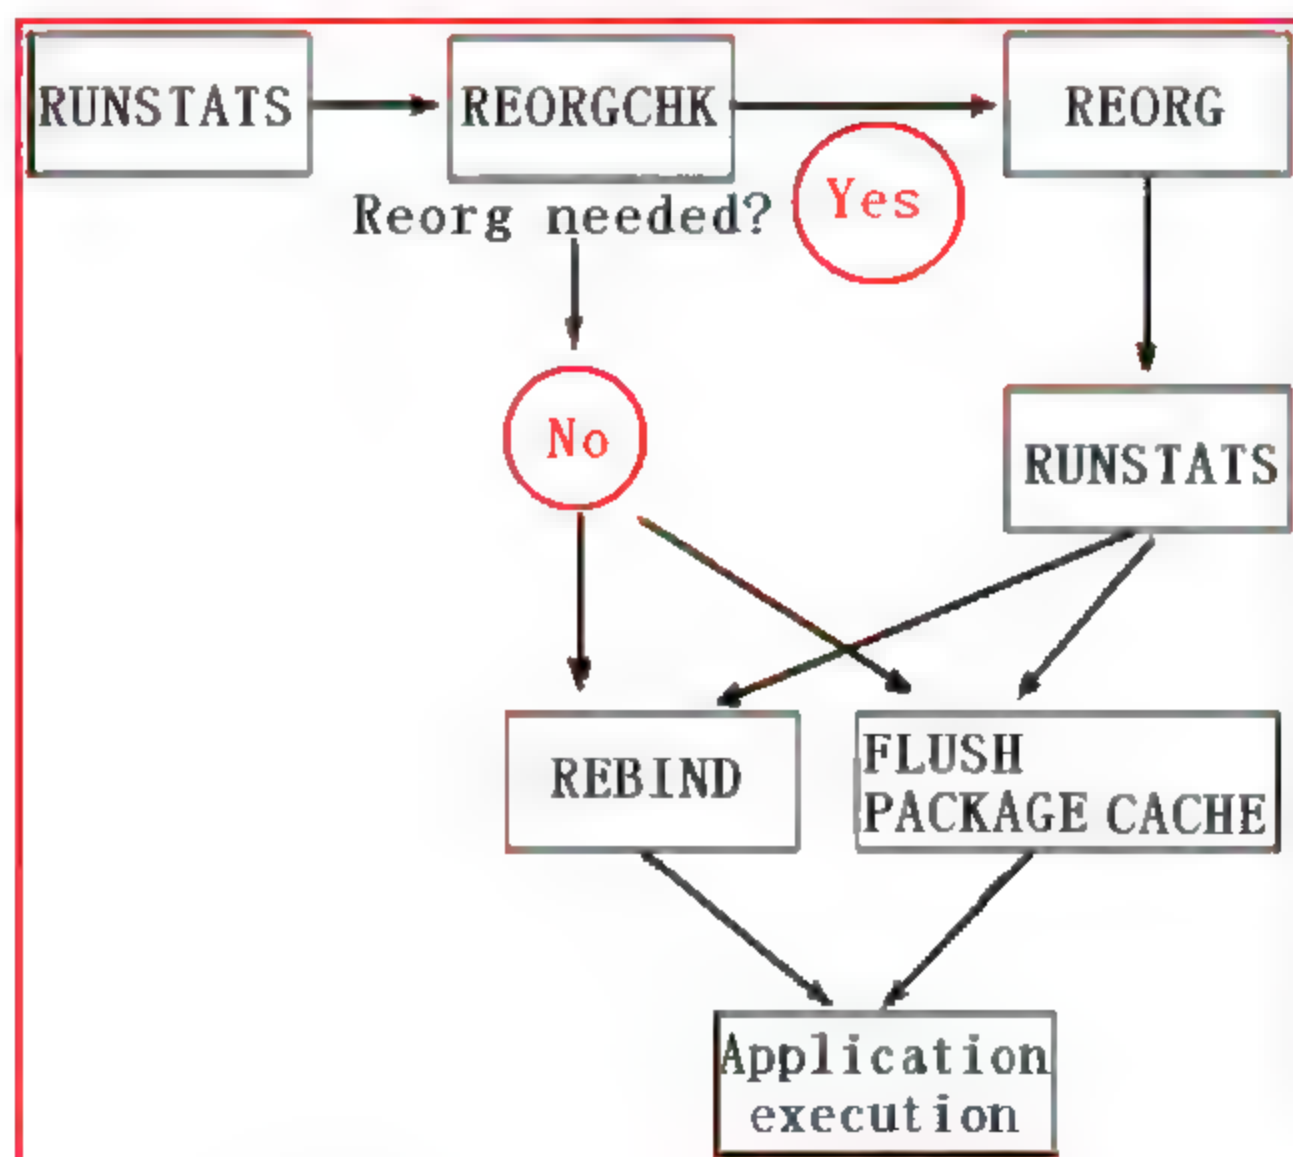 RUNSTATS
REORGCHK
REORG
Reorg needed?
Yes
No
RUNSTATS
REBIND
FLUSH
PACKAGE CACHE
Application
execution